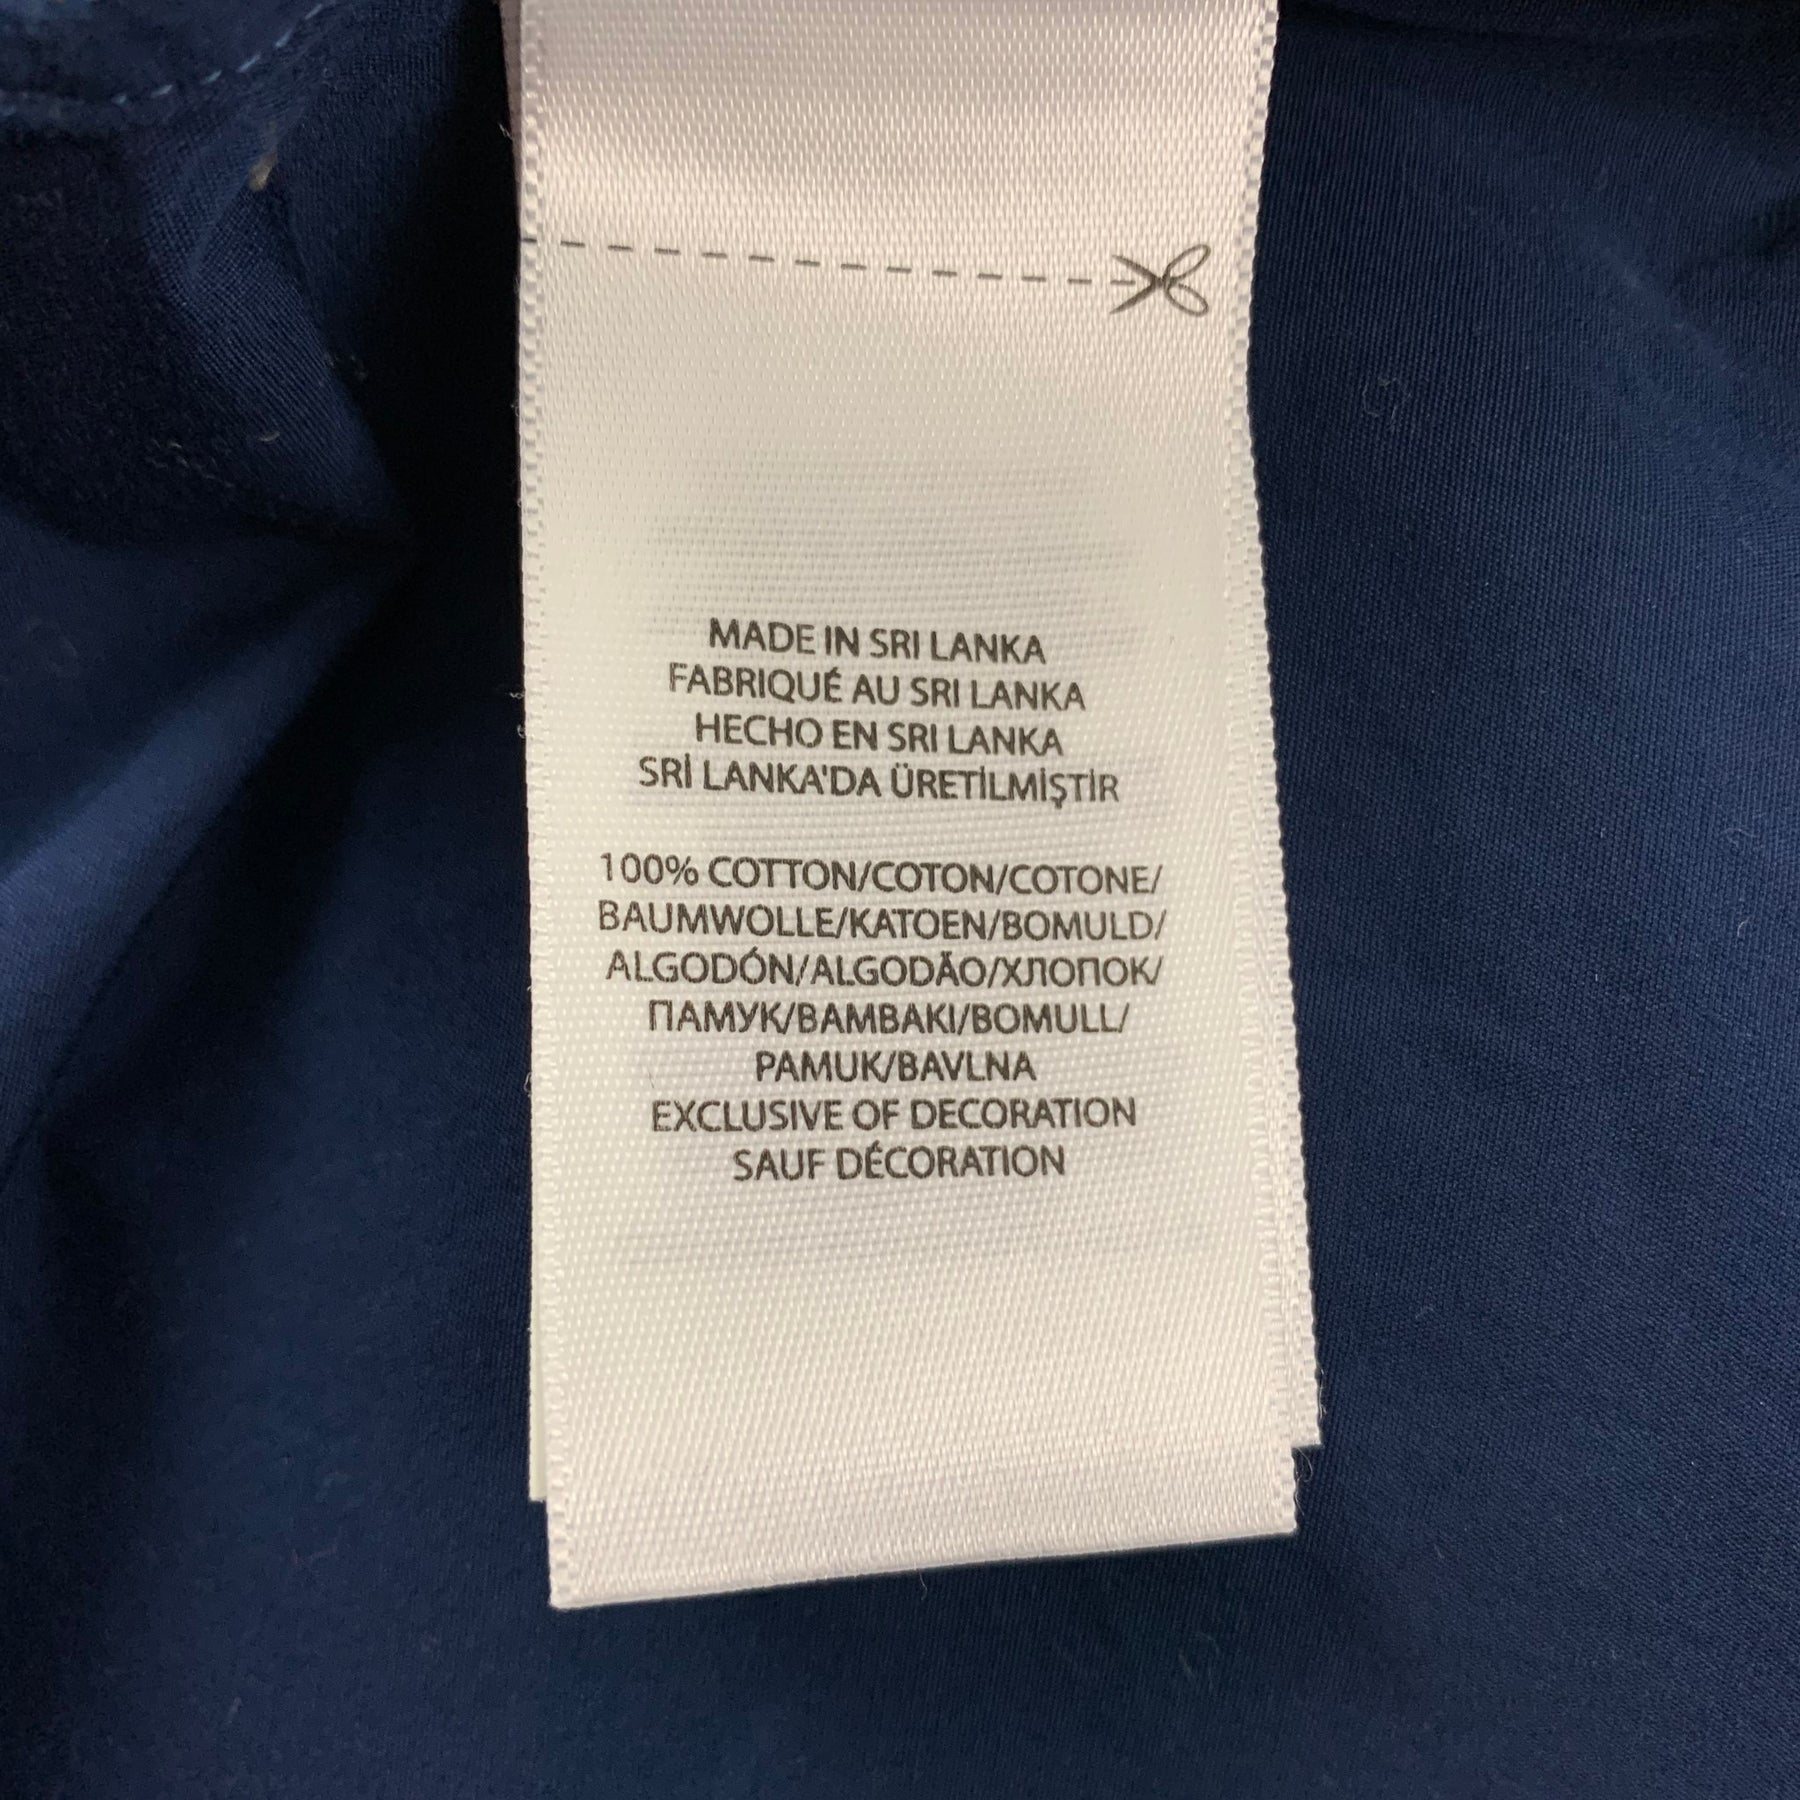 MADE IN SRI LANKA
FABRIQUÉ AU SRI LANKA
HECHO EN SRI LANKA
SRİ LANKA'DA ÜRETİLMİŞTİR
100% COTTON/COTON/COTONE/
BAUMWOLLE/KATOEN/BOMULD/
ALGODÓN/ALGODÃO/ХЛОПОК/
ПАМУК/BAMBAKI/BOMULL/
PAMUK/BAVLNA
EXCLUSIVE OF DECORATION
SAUF DÉCORATION